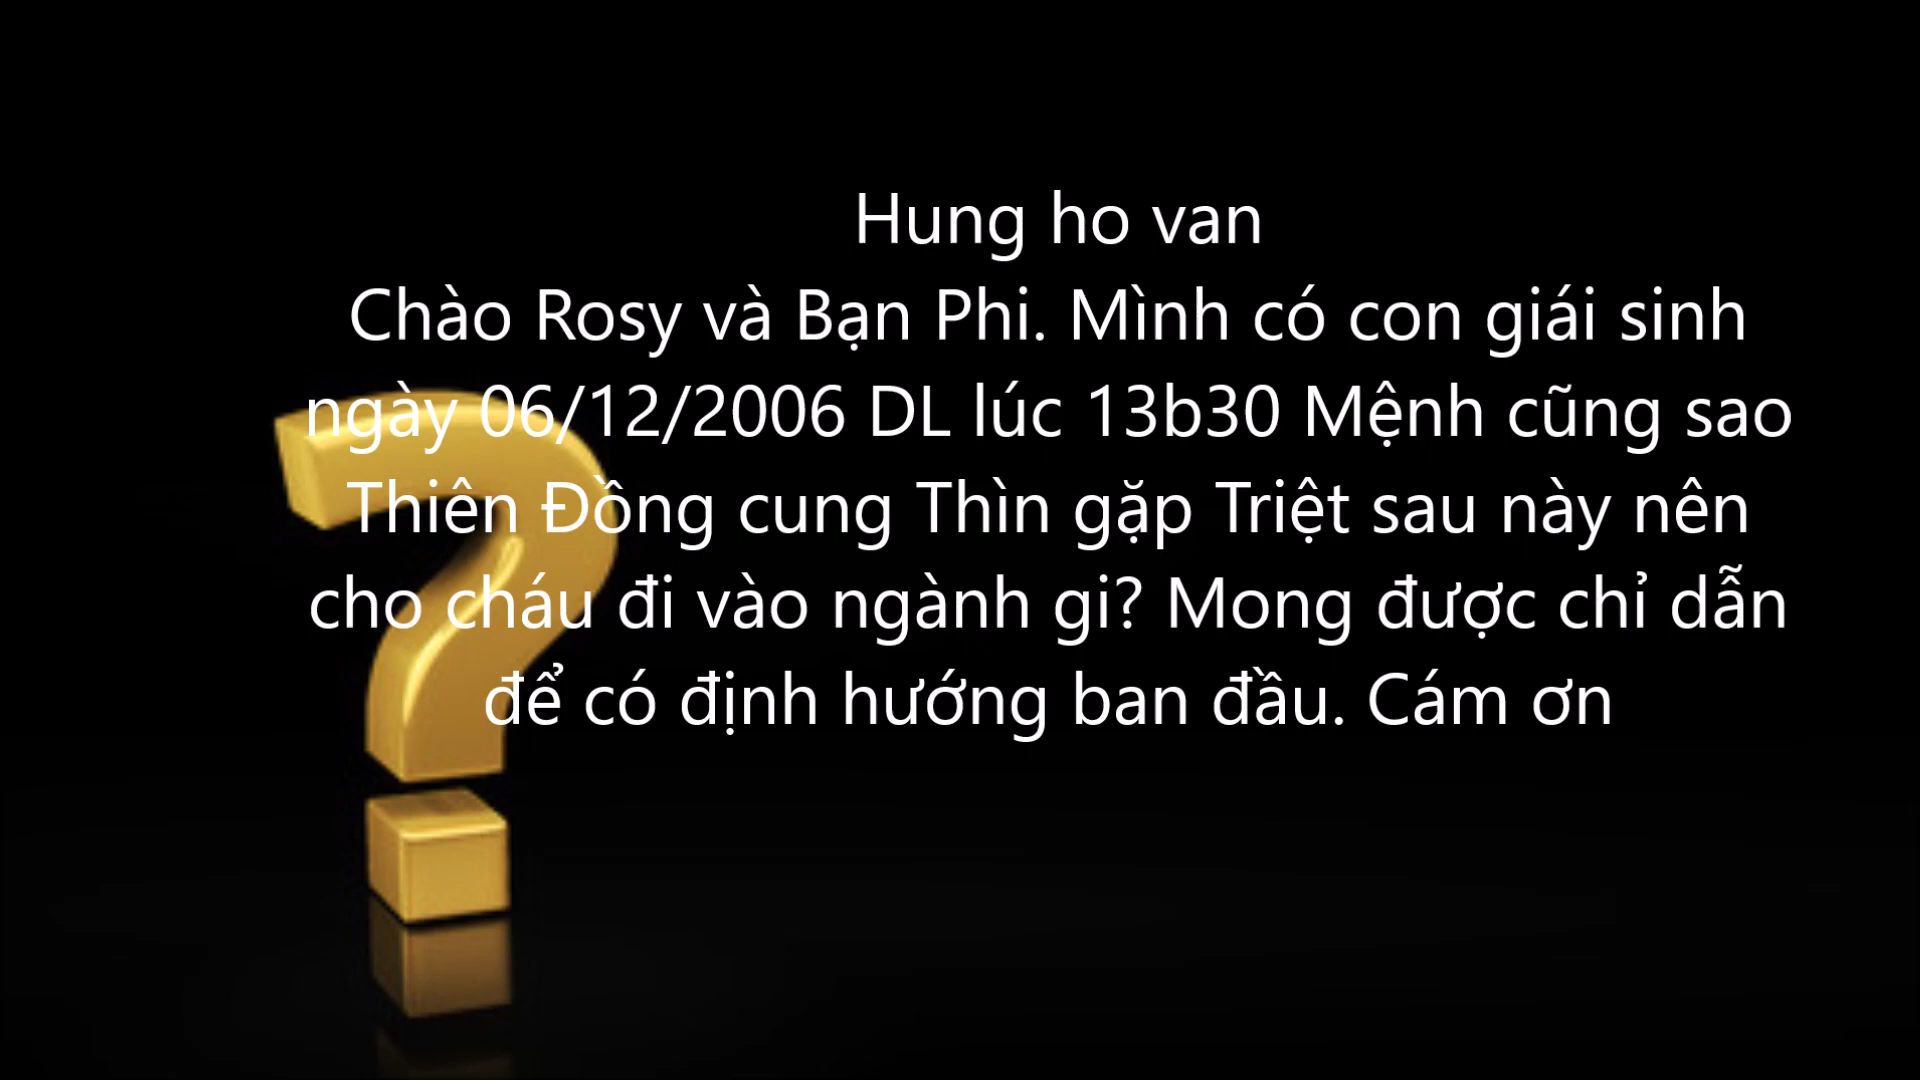 Hung ho van
Chào Rosy và Bạn Phi. Mình có con giái sinh
ngày 06/12/2006 DL lúc 13b30 Mệnh cũng sao
Thiên Đồng cung Thìn gặp Triệt sau này nên
cho cháu đi vào ngành gi? Mong được chỉ dẫn
để có định hướng ban đầu. Cám ơn